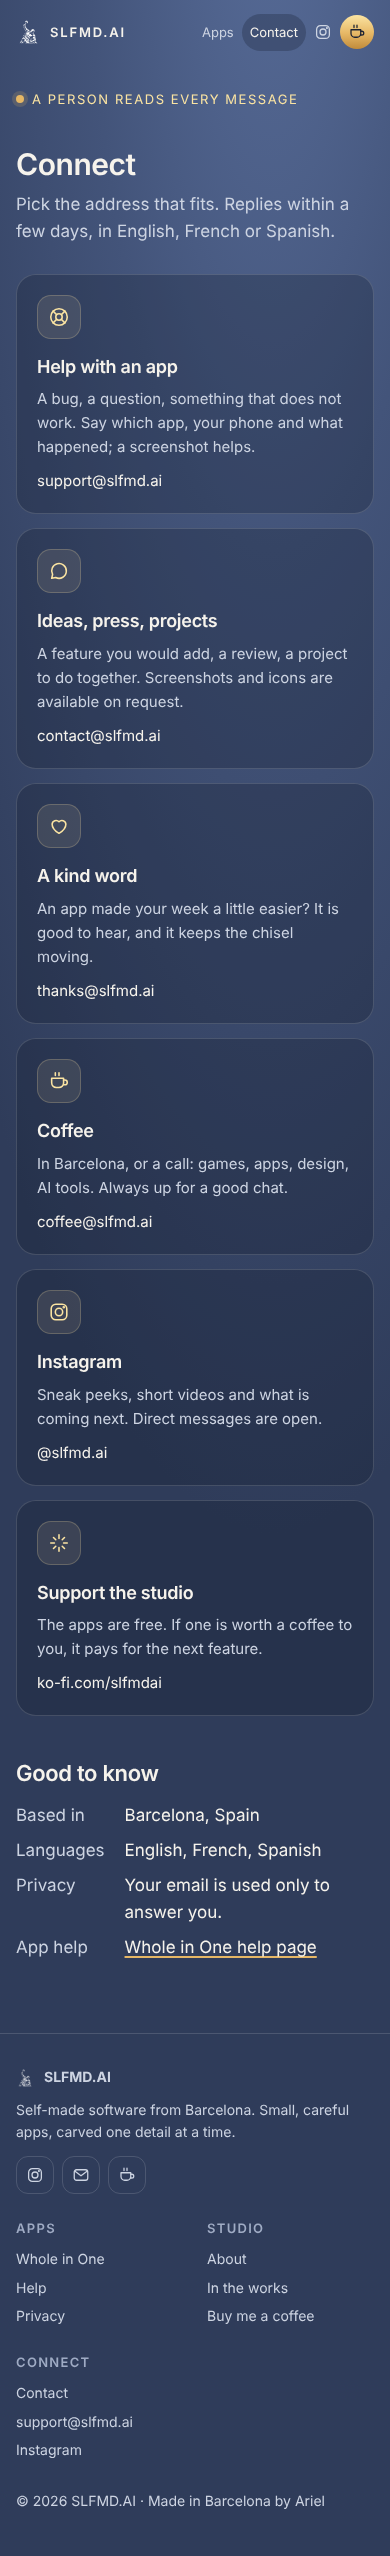 SLFMD.AI Apps Contact
A PERSON READS EVERY MESSAGE
Connect
Pick the address that fits. Replies within a
few days, in English, French or Spanish.
Help with an app
A bug, a question, something that does not
work. Say which app, your phone and what
happened; a screenshot helps.
support@slfmd.ai
Ideas, press, projects
A feature you would add, a review, a project
to do together. Screenshots and icons are
available on request.
contact@slfmd.ai
A kind word
An app made your week a little easier? It is
good to hear, and it keeps the chisel
moving.
thanks@slfmd.ai
Coffee
In Barcelona, or a call: games, apps, design,
AI tools. Always up for a good chat.
coffee@slfmd.ai
Instagram
Sneak peeks, short videos and what is
coming next. Direct messages are open.
@slfmd.ai
Support the studio
The apps are free. If one is worth a coffee to
you, it pays for the next feature.
ko-fi.com/slfmdai
Good to know
Based in Barcelona, Spain
Languages English, French, Spanish
Privacy Your email is used only to
answer you.
App help Whole in One help page
SLFMD.AI
Self-made software from Barcelona. Small, careful
apps, carved one detail at a time.
APPS
Whole in One
Help
Privacy
STUDIO
About
In the works
Buy me a coffee
CONNECT
Contact
support@slfmd.ai
Instagram
© 2026 SLFMD.AI · Made in Barcelona by Ariel